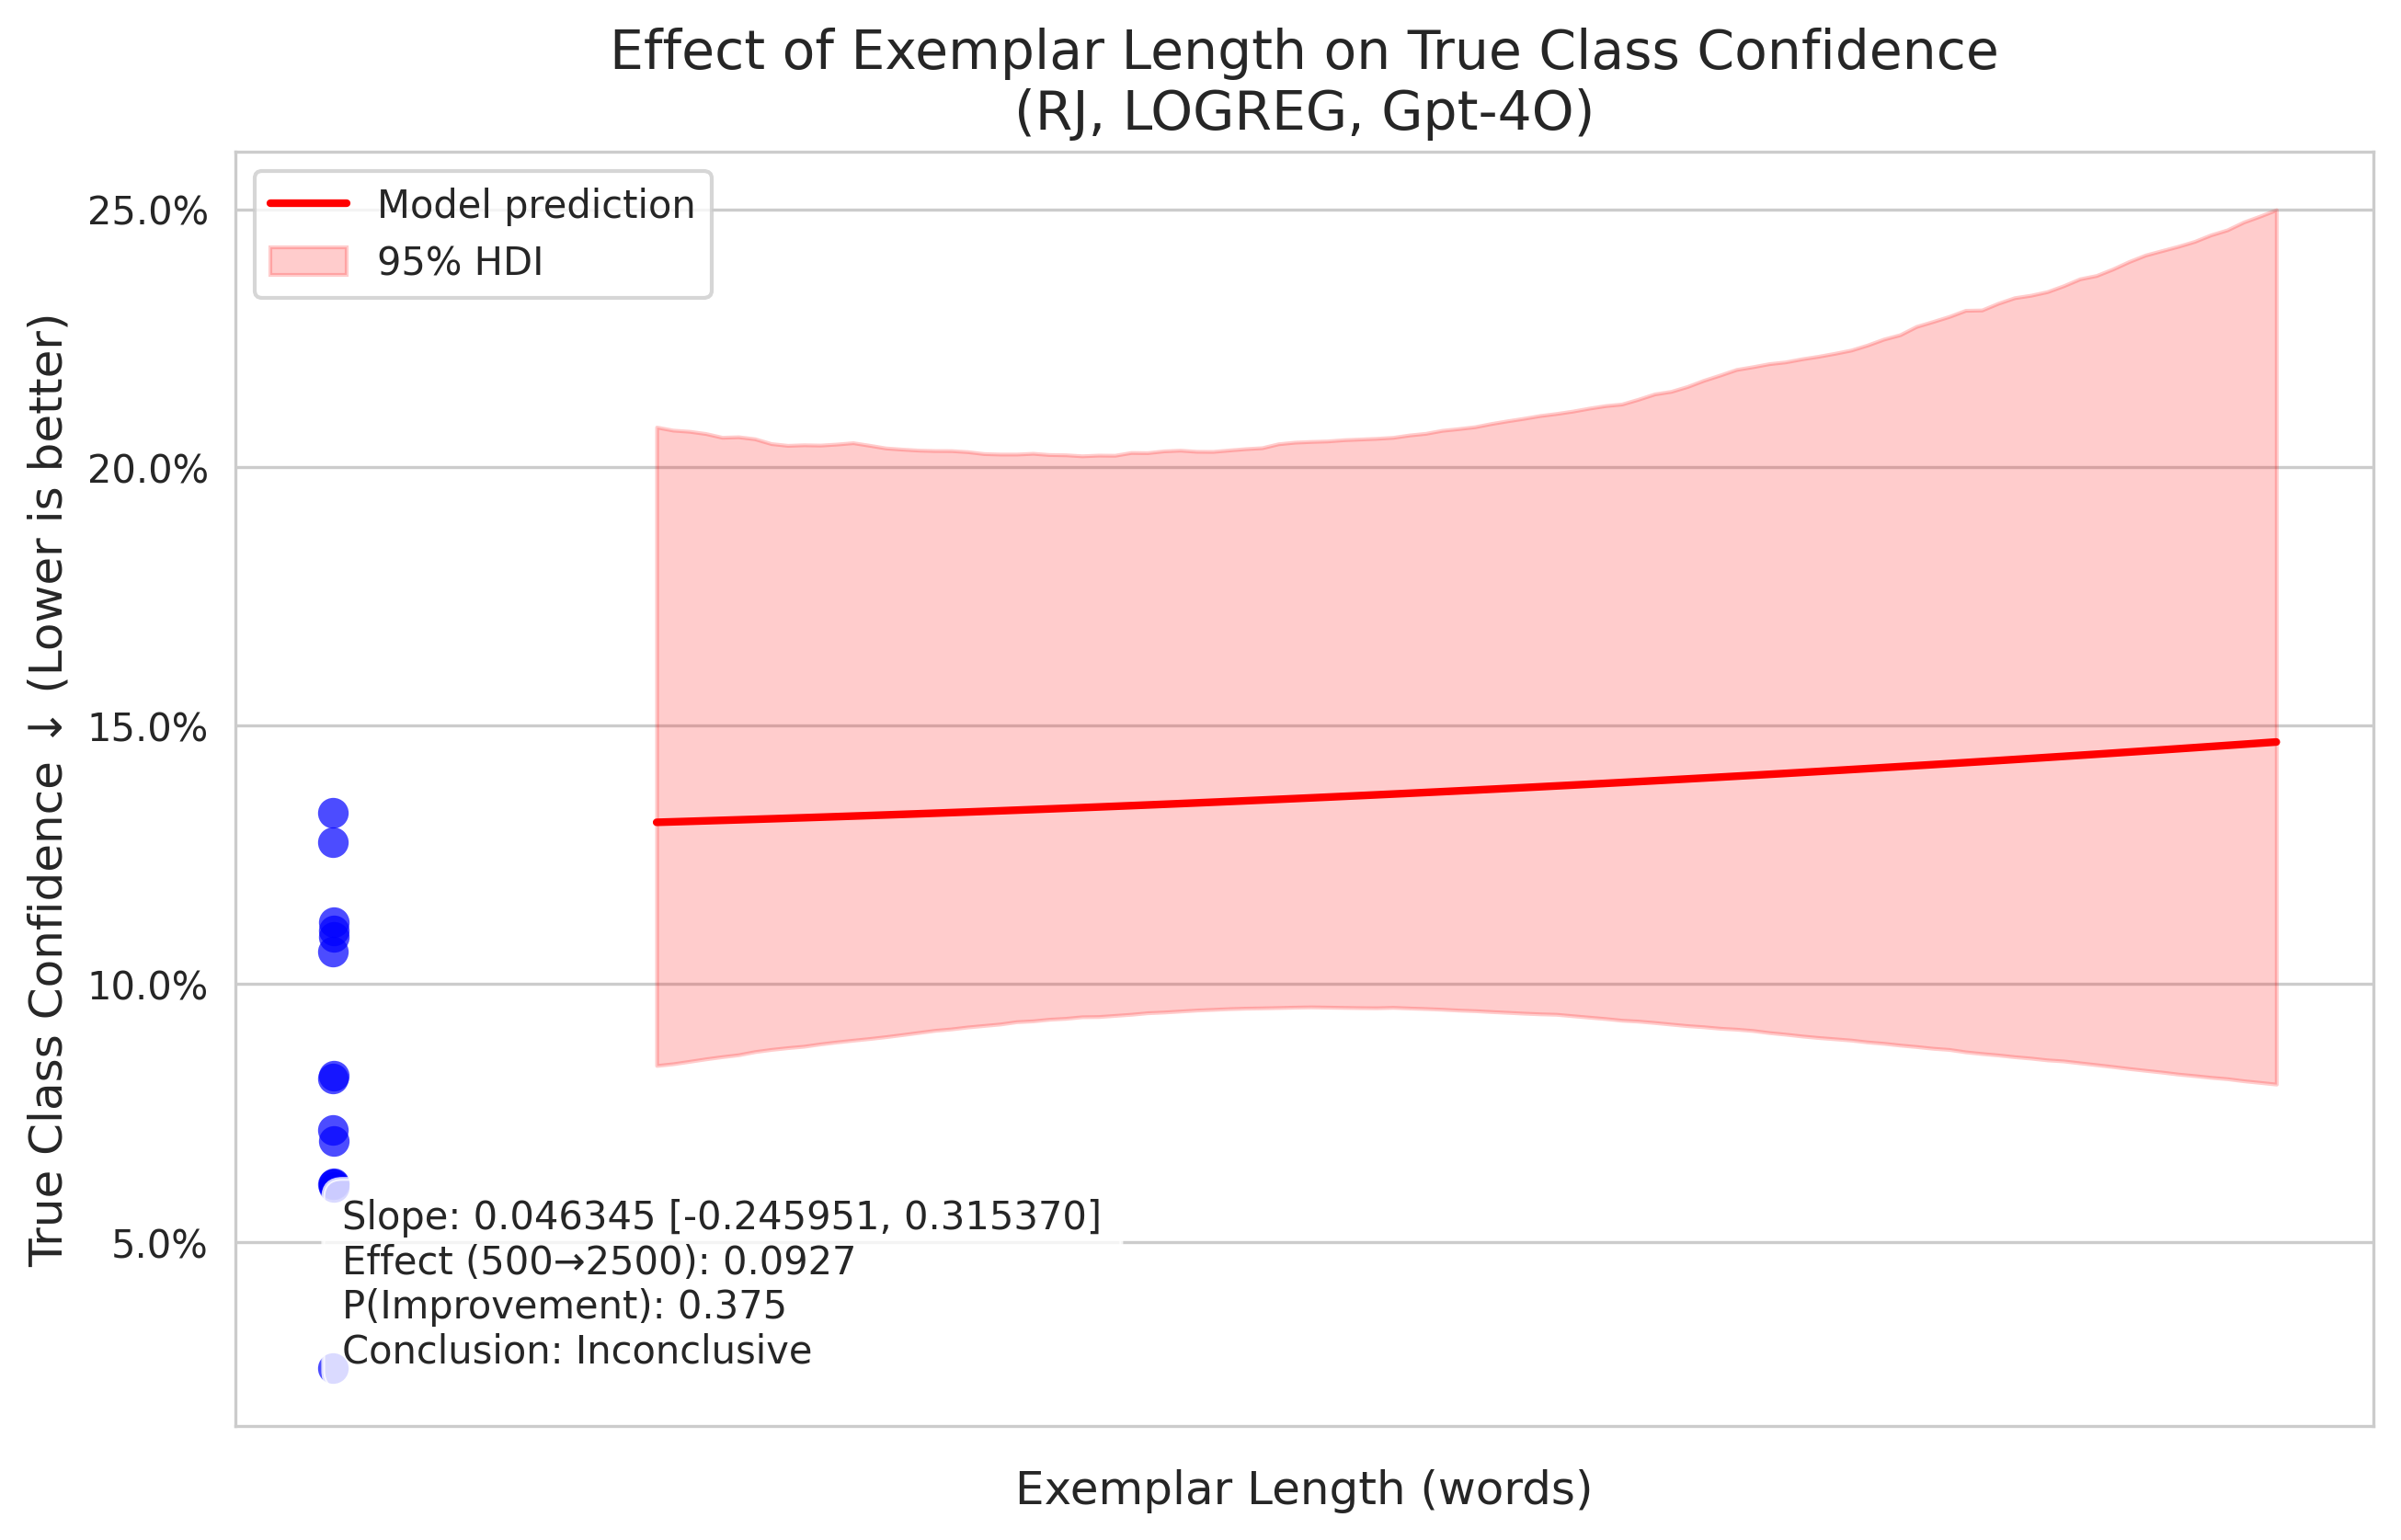 Effect of Exemplar Length on True Class Confidence
(RJ, LOGREG, Gpt-4O)
Model prediction
95% HDI
True Class Confidence ↓ (Lower is better)
25.0%
20.0%
15.0%
10.0%
5.0%
Slope: 0.046345 [-0.245951, 0.315370]
Effect (500→2500): 0.0927
P(Improvement): 0.375
Conclusion: Inconclusive
Exemplar Length (words)